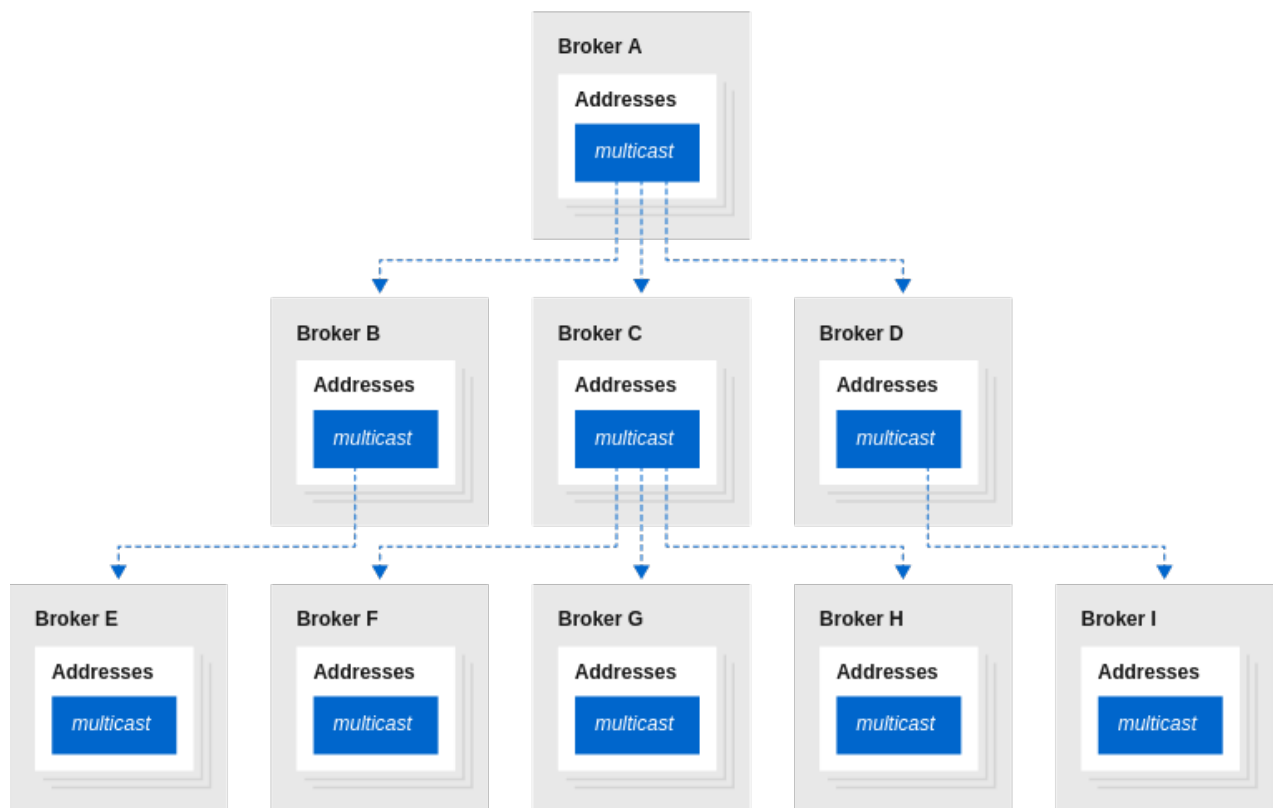 Broker A
Addresses
multicast
Broker B
Addresses
multicast
Broker C
Addresses
multicast
Broker D
Addresses
multicast
Broker E
Addresses
multicast
Broker F
Addresses
multicast
Broker G
Addresses
multicast
Broker H
Addresses
multicast
Broker I
Addresses
multicast